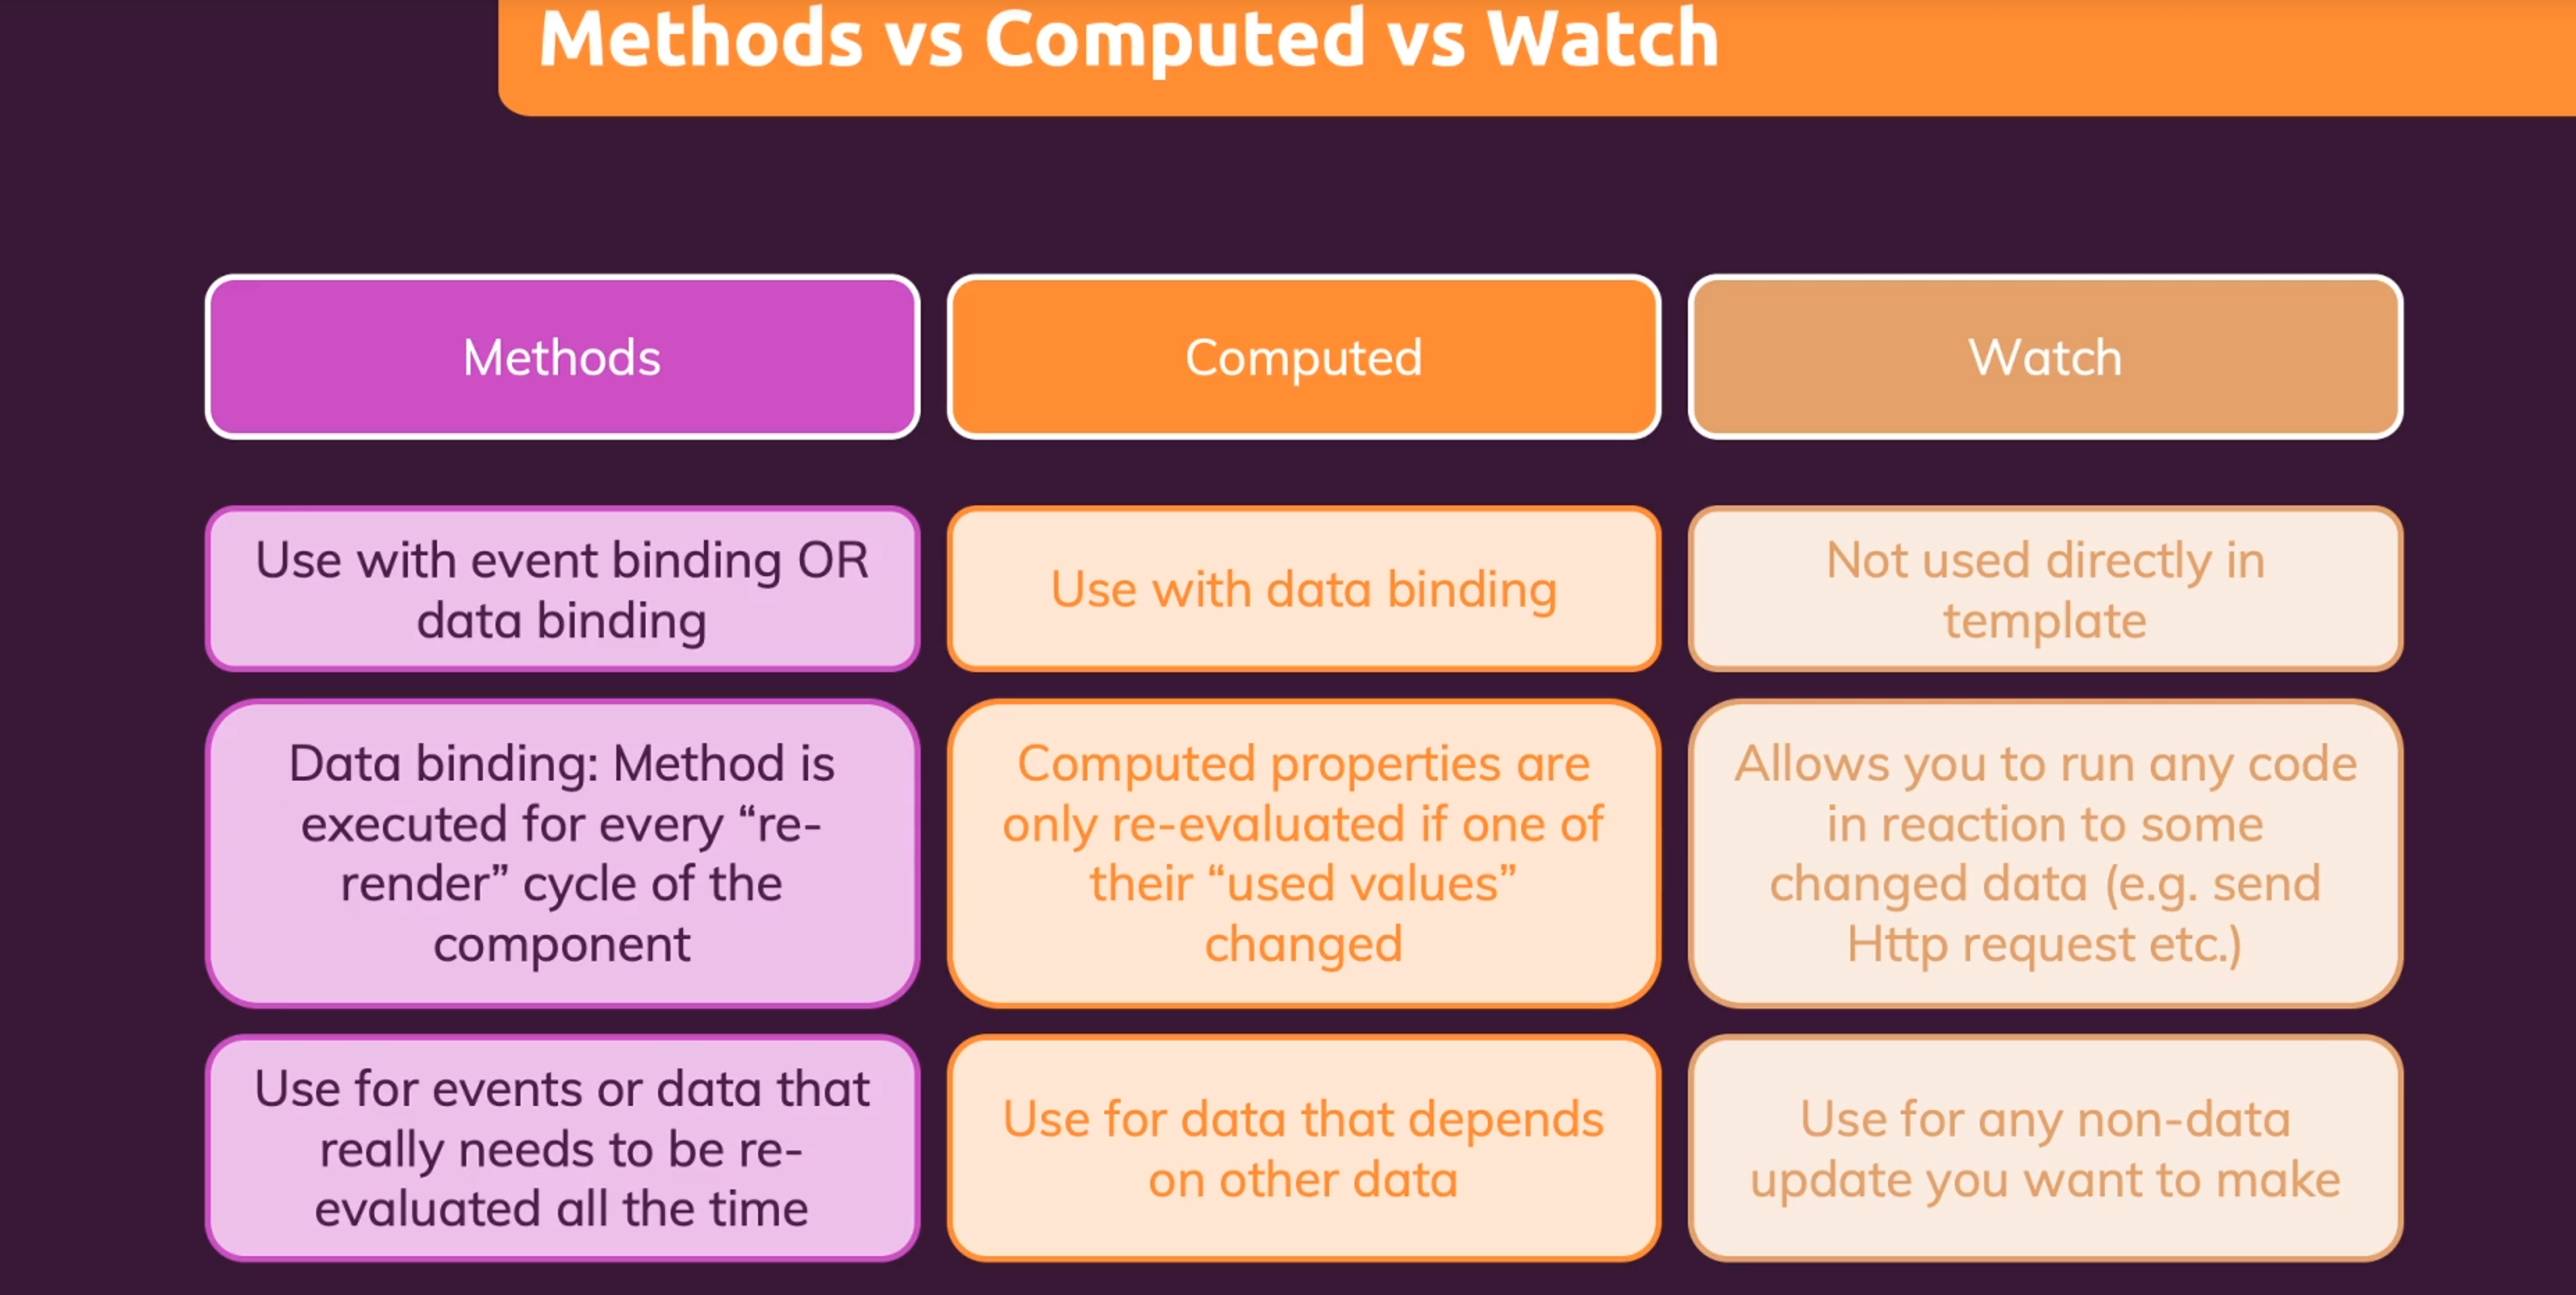 Methods vs Computed vs Watch
Methods
Computed
Watch
Use with event binding OR
data binding
Use with data binding
Not used directly in
template
Data binding: Method is
executed for every “re-
render” cycle of the
component
Computed properties are
only re-evaluated if one of
their “used values”
changed
Allows you to run any code
in reaction to some
changed data (e.g. send
Http request etc.)
Use for events or data that
really needs to be re-
evaluated all the time
Use for data that depends
on other data
Use for any non-data
update you want to make